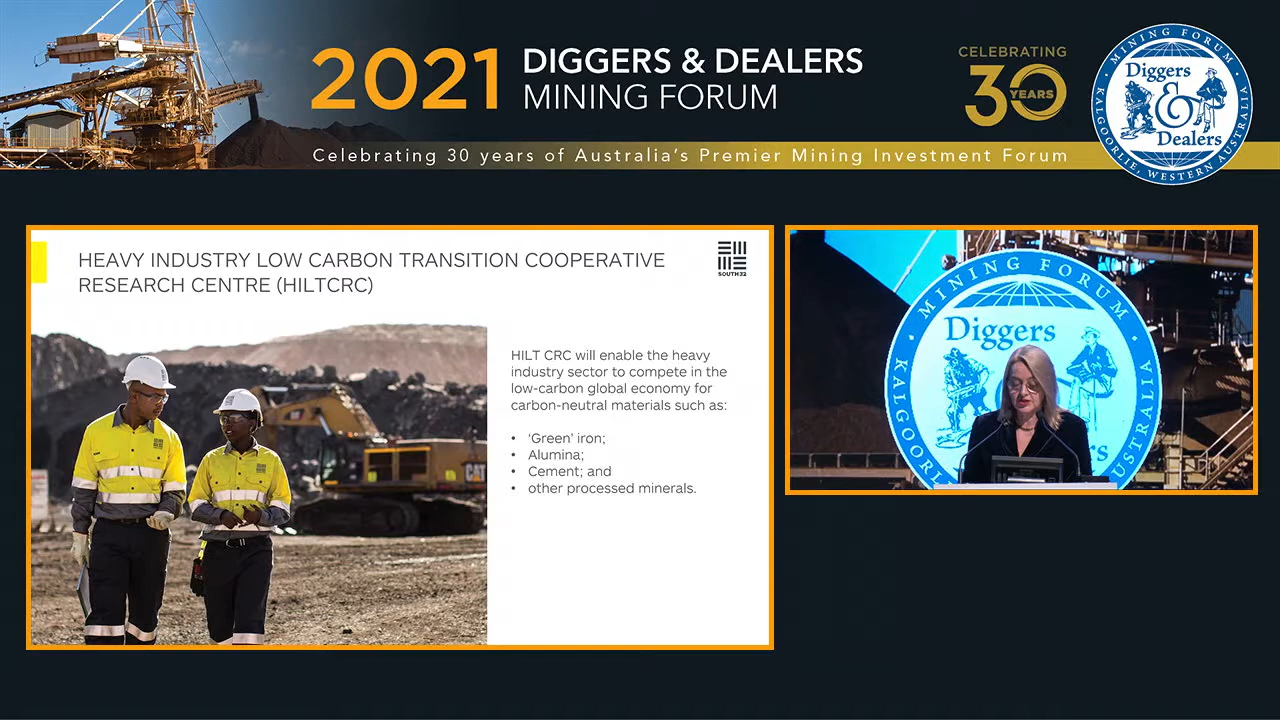 2021 DIGGERS & DEALERS
MINING FORUM
CELEBRATING
30 YEARS
Celebrating 30 years of Australia's Premier Mining Investment Forum
MINING FORUM
Diggers
&
Dealers
KALGOORLIE, WESTERN AUSTRALIA
HEAVY INDUSTRY LOW CARBON TRANSITION COOPERATIVE
RESEARCH CENTRE (HILTCRC)
SOUTH32
HILT CRC will enable the heavy
industry sector to compete in the
low-carbon global economy for
carbon-neutral materials such as:
• ‘Green’ iron;
• Alumina;
• Cement; and
• other processed minerals.
CAT
MINING FORUM
Diggers
KALGOORL
AUSTRALIA